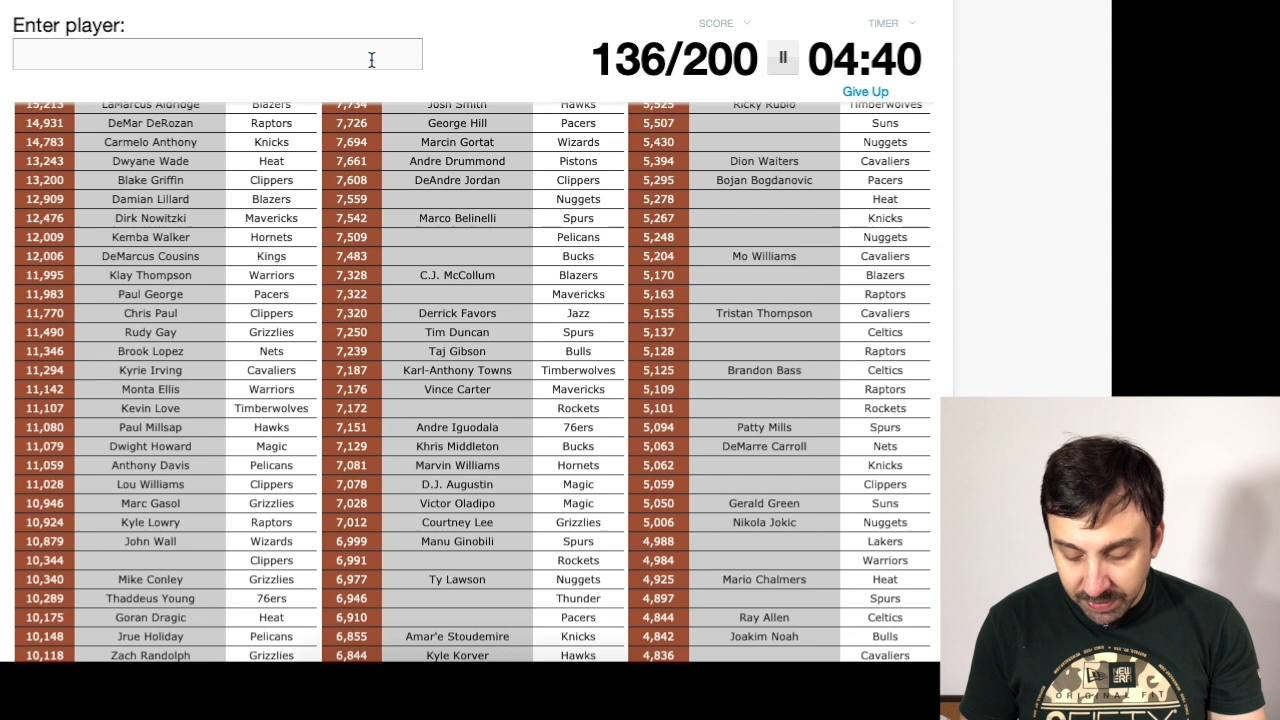 Enter player:
SCORE TIMER
136/200 II 04:40
Give Up
15,213 LaMarcus Aldridge Blazers 7,734 Josh Smith Hawks 5,525 Ricky Rubio Timberwolves
14,931 DeMar DeRozan Raptors 7,726 George Hill Pacers 5,507 Suns
14,783 Carmelo Anthony Knicks 7,694 Marcin Gortat Wizards 5,430 Nuggets
13,243 Dwyane Wade Heat 7,661 Andre Drummond Pistons 5,394 Dion Waiters Cavaliers
13,200 Blake Griffin Clippers 7,608 DeAndre Jordan Clippers 5,295 Bojan Bogdanovic Pacers
12,909 Damian Lillard Blazers 7,559 Nuggets 5,278 Heat
12,476 Dirk Nowitzki Mavericks 7,542 Marco Belinelli Spurs 5,267 Knicks
12,009 Kemba Walker Hornets 7,509 Pelicans 5,248 Nuggets
12,006 DeMarcus Cousins Kings 7,483 Bucks 5,204 Mo Williams Cavaliers
11,995 Klay Thompson Warriors 7,328 C.J. McCollum Blazers 5,170 Blazers
11,983 Paul George Pacers 7,322 Mavericks 5,163 Raptors
11,770 Chris Paul Clippers 7,320 Derrick Favors Jazz 5,155 Tristan Thompson Cavaliers
11,490 Rudy Gay Grizzlies 7,250 Tim Duncan Spurs 5,137 Celtics
11,346 Brook Lopez Nets 7,239 Taj Gibson Bulls 5,128 Raptors
11,294 Kyrie Irving Cavaliers 7,187 Karl-Anthony Towns Timberwolves 5,125 Brandon Bass Celtics
11,142 Monta Ellis Warriors 7,176 Vince Carter Mavericks 5,109 Raptors
11,107 Kevin Love Timberwolves 7,172 Rockets 5,101 Rockets
11,080 Paul Millsap Hawks 7,151 Andre Iguodala 76ers 5,094 Patty Mills Spurs
11,079 Dwight Howard Magic 7,129 Khris Middleton Bucks 5,063 DeMarre Carroll Nets
11,059 Anthony Davis Pelicans 7,081 Marvin Williams Hornets 5,062 Knicks
11,028 Lou Williams Clippers 7,078 D.J. Augustin Magic 5,059 Clippers
10,946 Marc Gasol Grizzlies 7,028 Victor Oladipo Magic 5,050 Gerald Green Suns
10,924 Kyle Lowry Raptors 7,012 Courtney Lee Grizzlies 5,006 Nikola Jokic Nuggets
10,879 John Wall Wizards 6,999 Manu Ginobili Spurs 4,988 Lakers
10,344 Clippers 6,991 Rockets 4,984 Warriors
10,340 Mike Conley Grizzlies 6,977 Ty Lawson Nuggets 4,925 Mario Chalmers Heat
10,289 Thaddeus Young 76ers 6,946 Thunder 4,897 Spurs
10,175 Goran Dragic Heat 6,910 Pacers 4,844 Ray Allen Celtics
10,148 Jrue Holiday Pelicans 6,855 Amar'e Stoudemire Knicks 4,842 Joakim Noah Bulls
10,118 Zach Randolph Grizzlies 6,844 Kyle Korver Hawks 4,836 Cavaliers
NEW ERA
ORIGINAL FIT